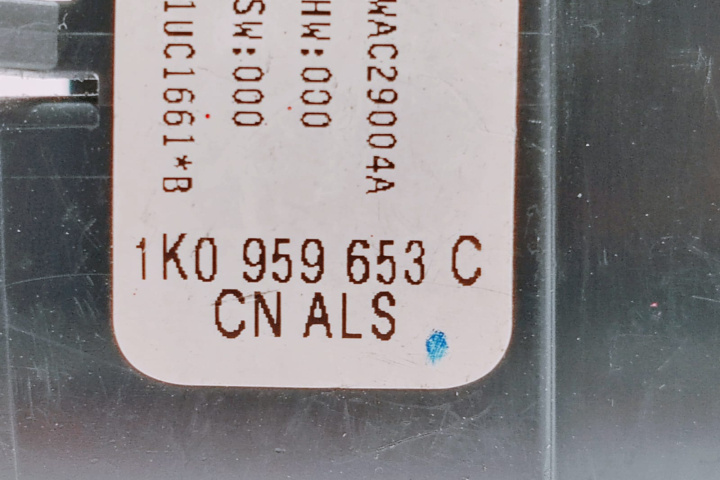 1UC1661*B
SW:000
HW:000
WAC29004A
1K0 959 653 C
CN ALS